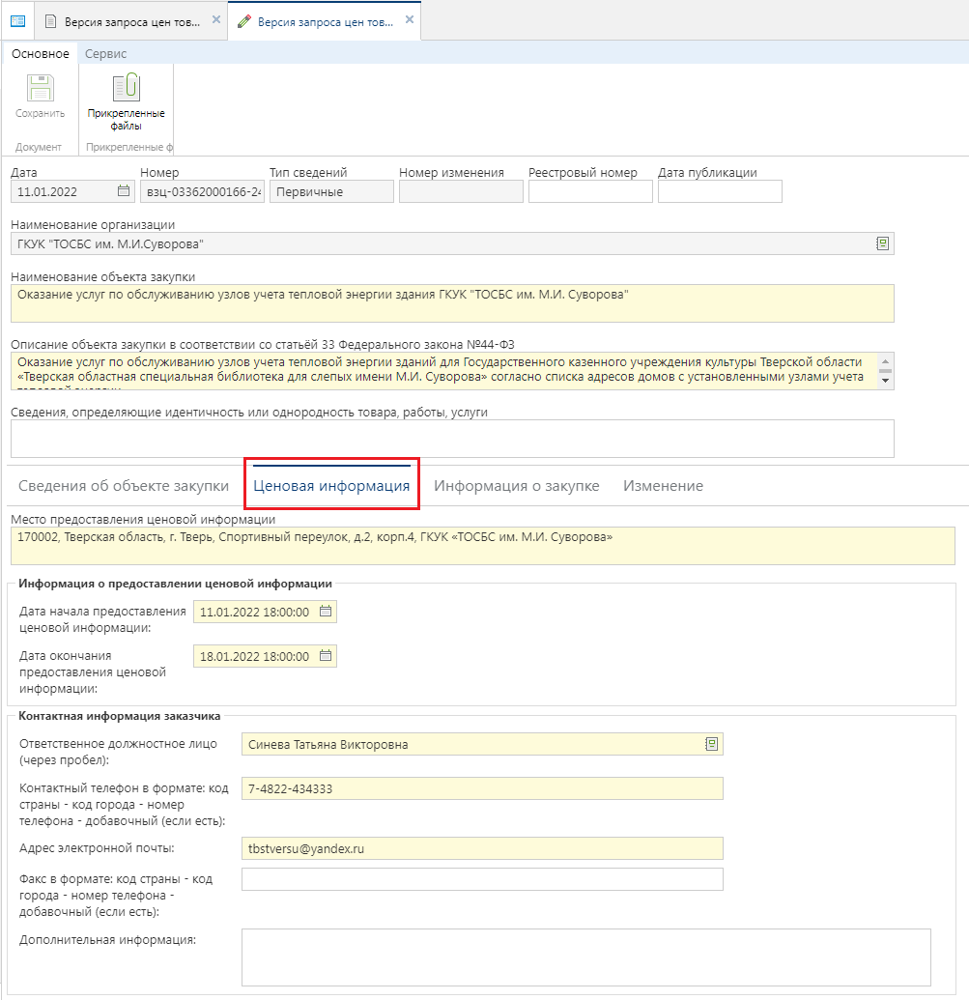 Версия запроса цен тов...
Версия запроса цен тов...
Основное Сервис
Сохранить
Прикрепленные файлы
Документ
Прикрепленные ф
Дата Номер Тип сведений Номер изменения Реестровый номер Дата публикации
11.01.2022 взц-03362000166-24 Первичные
Наименование организации
ГКУК "ТОСБС им. М.И.Суворова"
Наименование объекта закупки
Оказание услуг по обслуживанию узлов учета тепловой энергии здания ГКУК "ТОСБС им. М.И. Суворова"
Описание объекта закупки в соответствии со статьёй 33 Федерального закона №44-ФЗ
Оказание услуг по обслуживанию узлов учета тепловой энергии зданий для Государственного казенного учреждения культуры Тверской области
«Тверская областная специальная библиотека для слепых имени М.И. Суворова» согласно списка адресов домов с установленными узлами учета
Сведения, определяющие идентичность или однородность товара, работы, услуги
Сведения об объекте закупки Ценовая информация Информация о закупке Изменение
Место предоставления ценовой информации
170002, Тверская область, г. Тверь, Спортивный переулок, д.2, корп.4, ГКУК «ТОСБС им. М.И. Суворова»
Информация о предоставлении ценовой информации
Дата начала предоставления
ценовой информации:
11.01.2022 18:00:00
Дата окончания
предоставления ценовой
информации:
18.01.2022 18:00:00
Контактная информация заказчика
Ответственное должностное лицо
(через пробел):
Синева Татьяна Викторовна
Контактный телефон в формате: код
страны - код города - номер
телефона - добавочный (если есть):
7-4822-434333
Адрес электронной почты:
tbstversu@yandex.ru
Факс в формате: код страны - код
города - номер телефона -
добавочный (если есть):
Дополнительная информация: